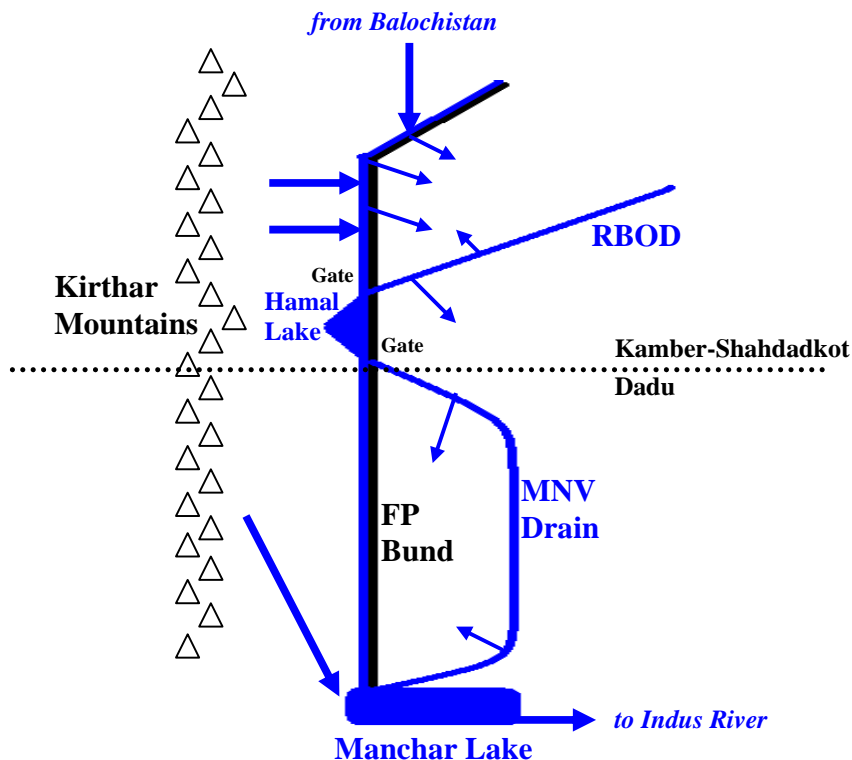 from Balochistan
RBOD
Gate
Kirthar
Mountains
Hamal
Lake
Gate
Kamber-Shahdadkot
Dadu
MNV
Drain
FP
Bund
to Indus River
Manchar Lake